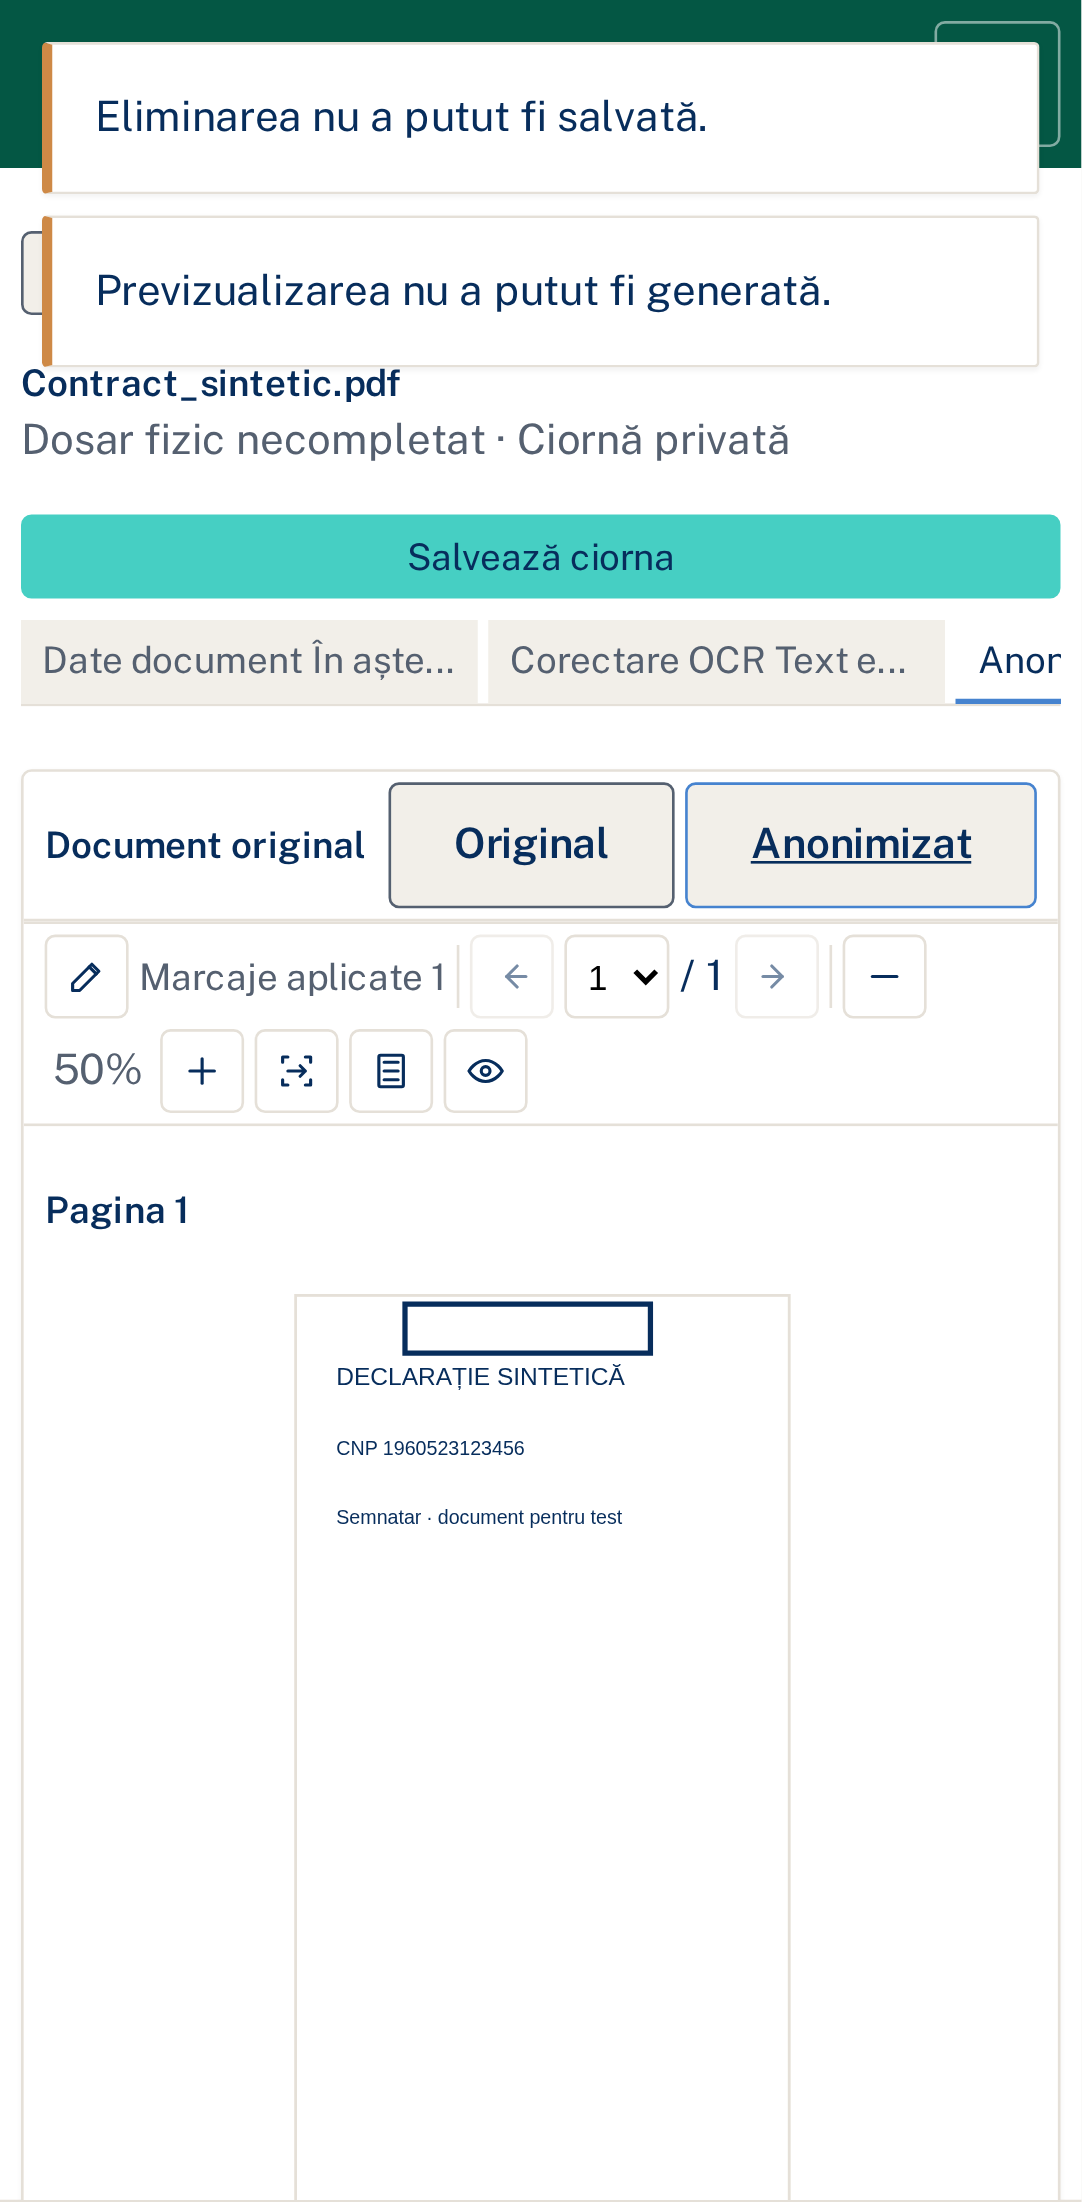 Eliminarea nu a putut fi salvată.
Previzualizarea nu a putut fi generată.
Contract_sintetic.pdf
Dosar fizic necompletat · Ciornă privată
Salvează ciorna
Date document În aște... Corectare OCR Text e... Anor
Document original Original Anonimizat
Marcaje aplicate 1 1 / 1
50%
Pagina 1
DECLARAȚIE SINTETICĂ
CNP 1960523123456
Semnatar · document pentru test